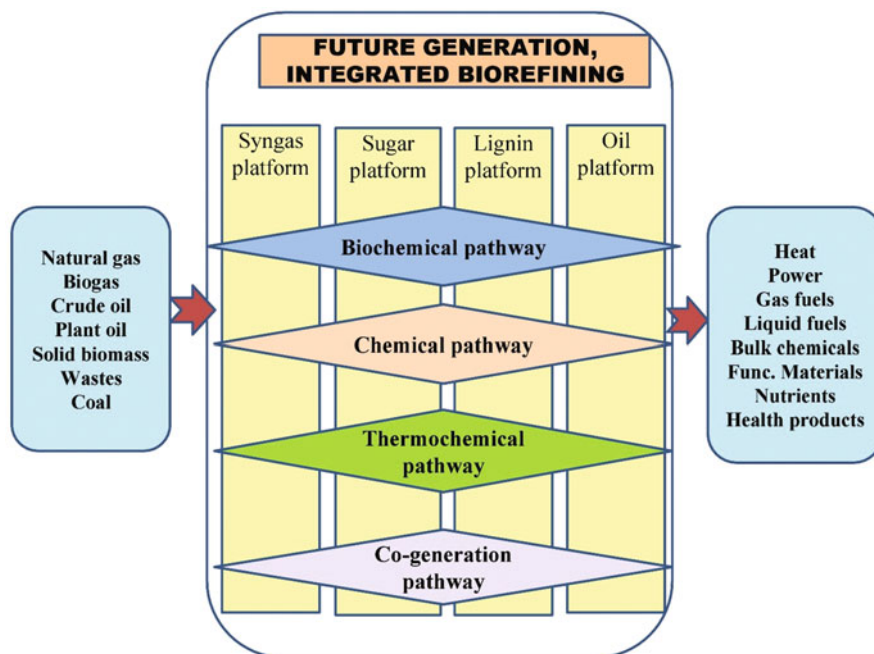 FUTURE GENERATION,
INTEGRATED BIOREFINING
Syngas
platform
Sugar
platform
Lignin
platform
Oil
platform
Natural gas
Biogas
Crude oil
Plant oil
Solid biomass
Wastes
Coal
Biochemical pathway
Chemical pathway
Thermochemical
pathway
Co-generation
pathway
Heat
Power
Gas fuels
Liquid fuels
Bulk chemicals
Func. Materials
Nutrients
Health products